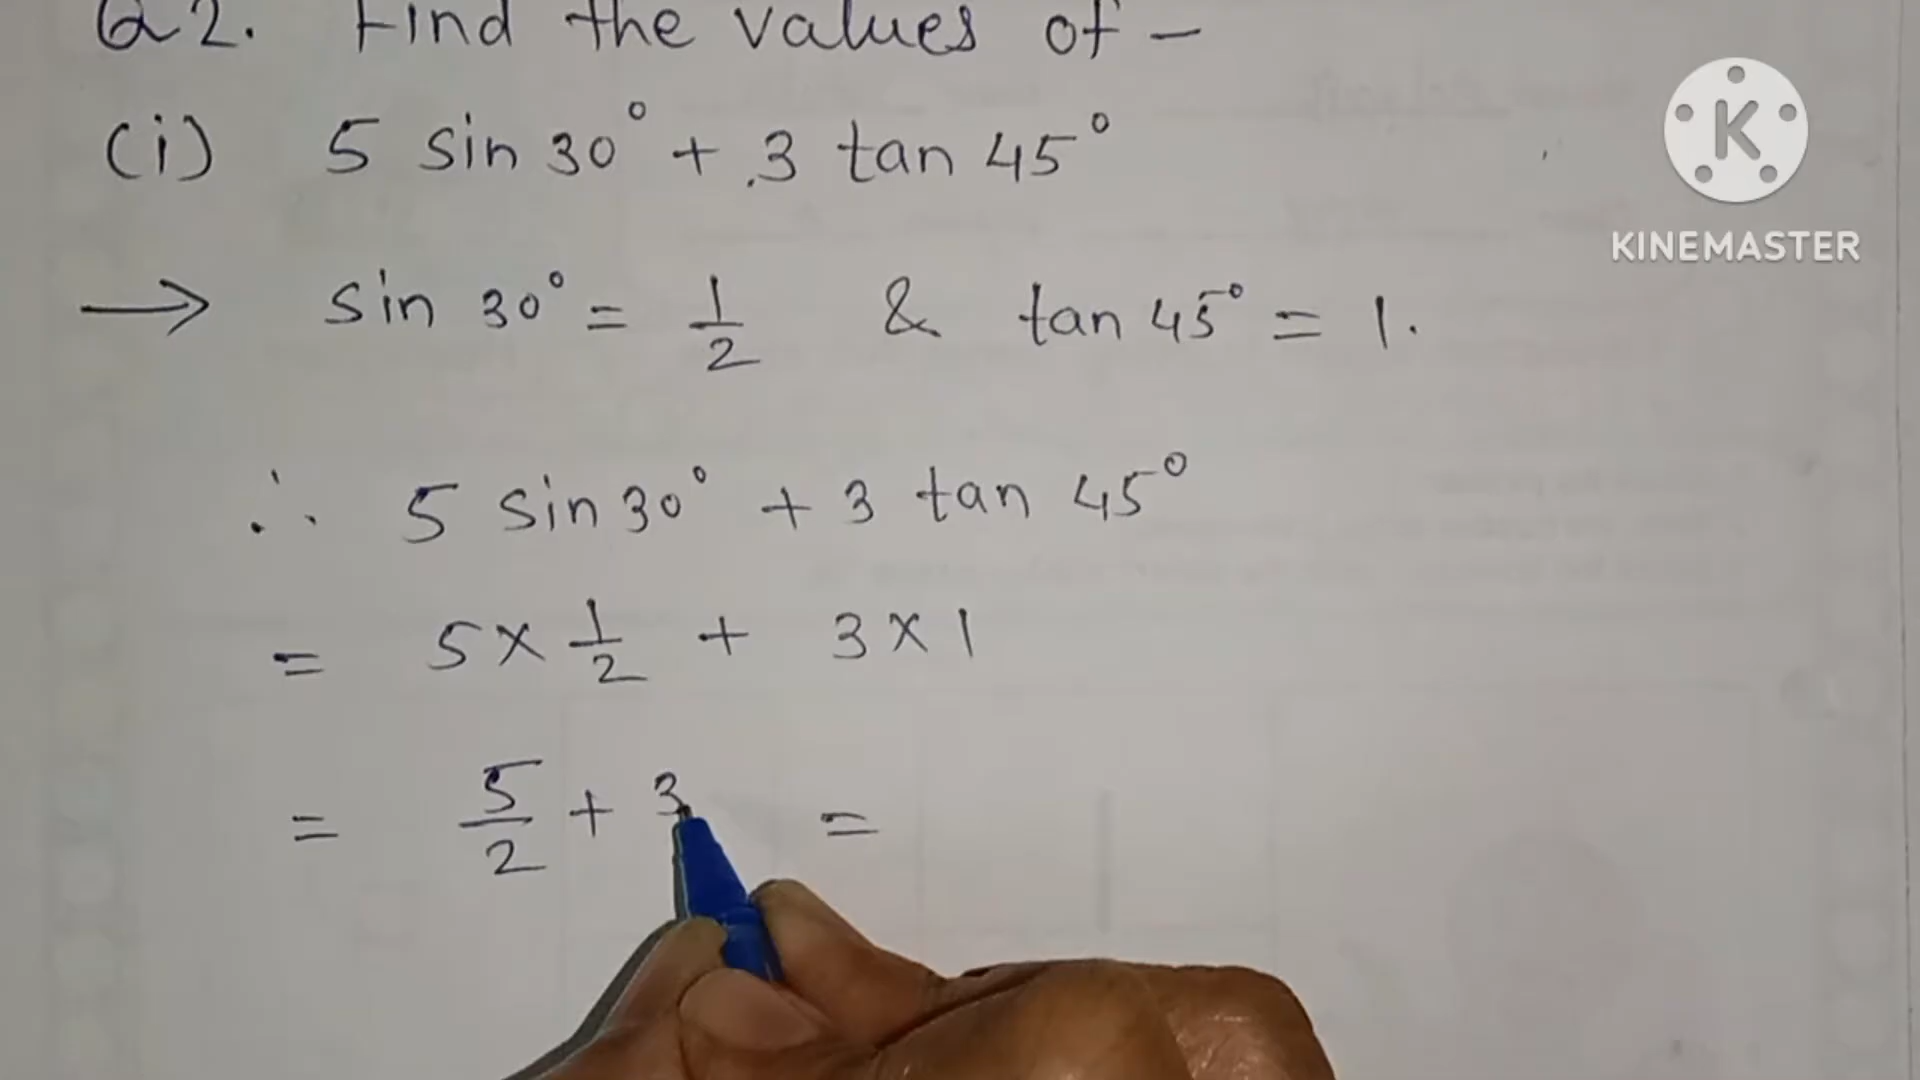 Q2. Find the values of -
(i) 5 sin 30° + 3 tan 45°
→ sin 30° = 1/2 & tan 45° = 1.
∴ 5 sin 30° + 3 tan 45°
= 5 × 1/2 + 3 × 1
= 5/2 + 3 =
K
KINEMASTER